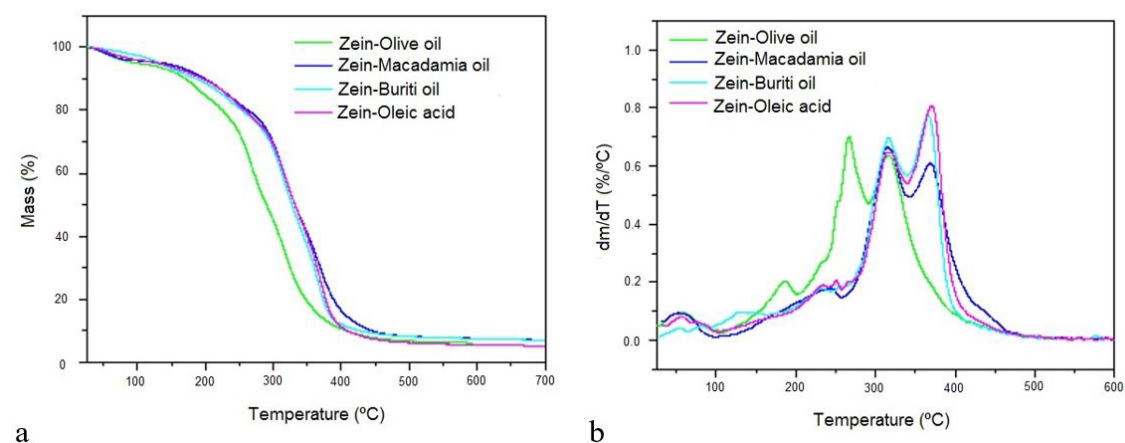 100
80
60
40
20
0
Mass (%)
Zein-Olive oil
Zein-Macadamia oil
Zein-Buriti oil
Zein-Oleic acid
100 200 300 400 500 600 700
Temperature (ºC)
a
1.0
0.8
0.6
0.4
0.2
0.0
dm/dT (%/ºC)
Zein-Olive oil
Zein-Macadamia oil
Zein-Buriti oil
Zein-Oleic acid
100 200 300 400 500 600
Temperature (ºC)
b